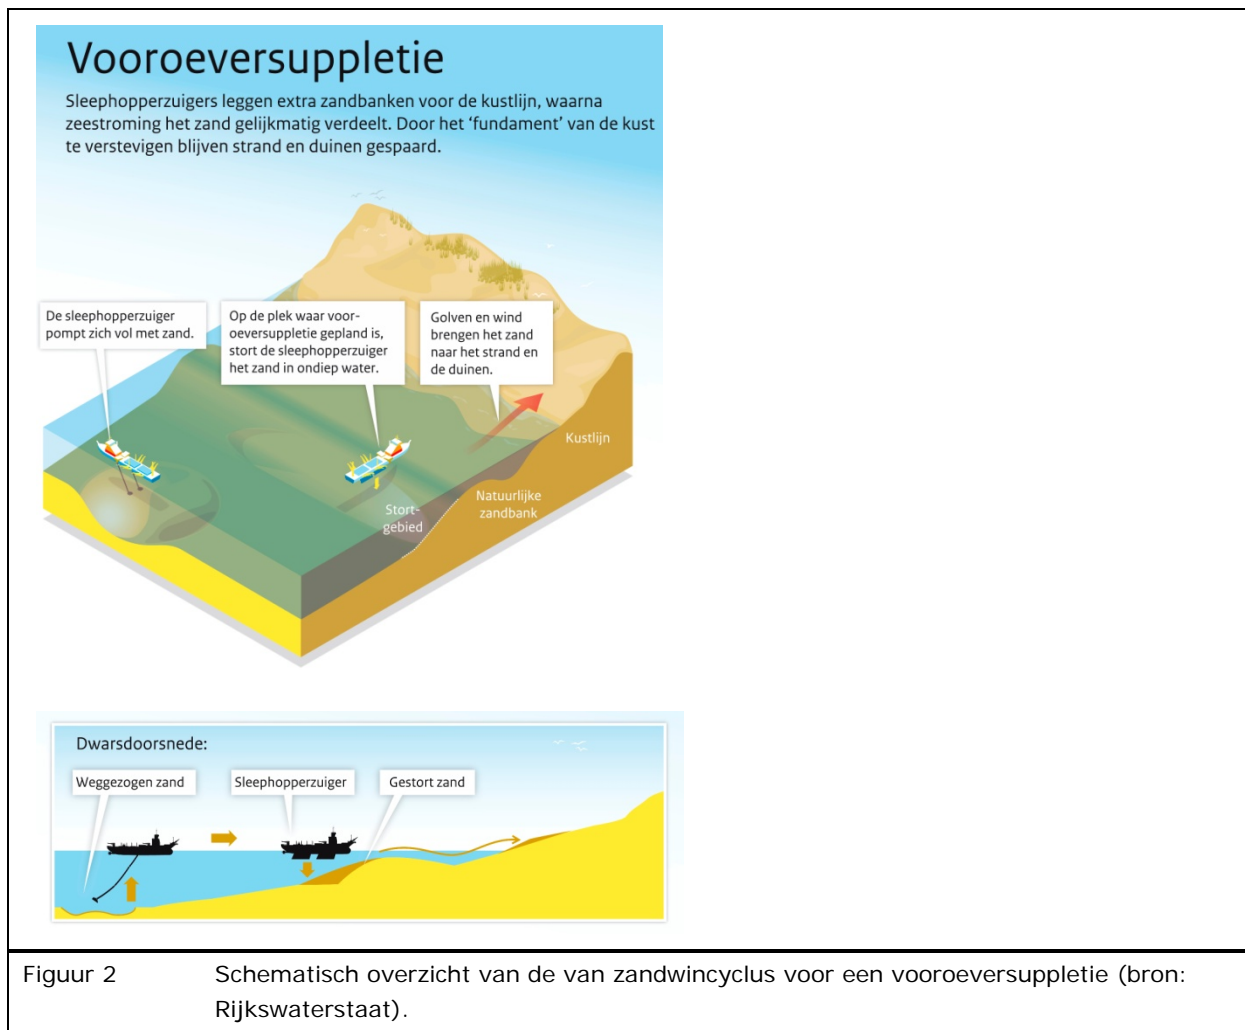 Vooroeversuppletie
Sleephopperzuigers leggen extra zandbanken voor de kustlijn, waarna
zeestroming het zand gelijkmatig verdeelt. Door het ‘fundament’ van de kust
te verstevigen blijven strand en duinen gespaard.
De sleephopperzuiger
pompt zich vol met zand.
Op de plek waar voor-
oeversuppletie gepland is,
stort de sleephopperzuiger
het zand in ondiep water.
Golven en wind
brengen het zand
naar het strand en
de duinen.
Kustlijn
Natuurlijke
zandbank
Stort-
gebied
Dwarsdoorsnede:
Weggezogen zand
Sleephopperzuiger
Gestort zand
Figuur 2 Schematisch overzicht van de van zandwincyclus voor een vooroeversuppletie (bron:
Rijkswaterstaat).